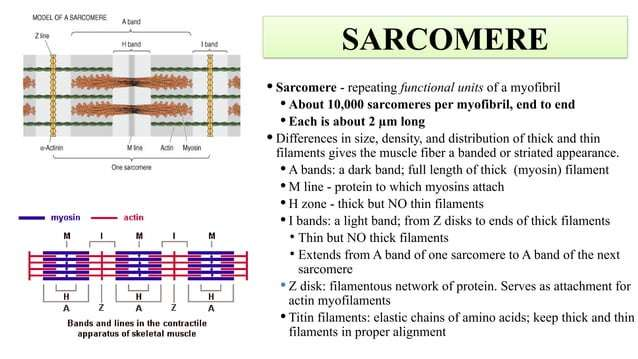 MODEL OF A SARCOMERE
A band
Z line
H band
I band
α-Actinin
M line
Actin
Myosin
One sarcomere
myosin
actin
M I M I M
H H H
A Z A Z A
Bands and lines in the contractile
apparatus of skeletal muscle
SARCOMERE
• Sarcomere - repeating functional units of a myofibril
• About 10,000 sarcomeres per myofibril, end to end
• Each is about 2 µm long
• Differences in size, density, and distribution of thick and thin
filaments gives the muscle fiber a banded or striated appearance.
• A bands: a dark band; full length of thick (myosin) filament
• M line - protein to which myosins attach
• H zone - thick but NO thin filaments
• I bands: a light band; from Z disks to ends of thick filaments
• Thin but NO thick filaments
▪ Extends from A band of one sarcomere to A band of the next
sarcomere
• Z disk: filamentous network of protein. Serves as attachment for
actin myofilaments
• Titin filaments: elastic chains of amino acids; keep thick and thin
filaments in proper alignment